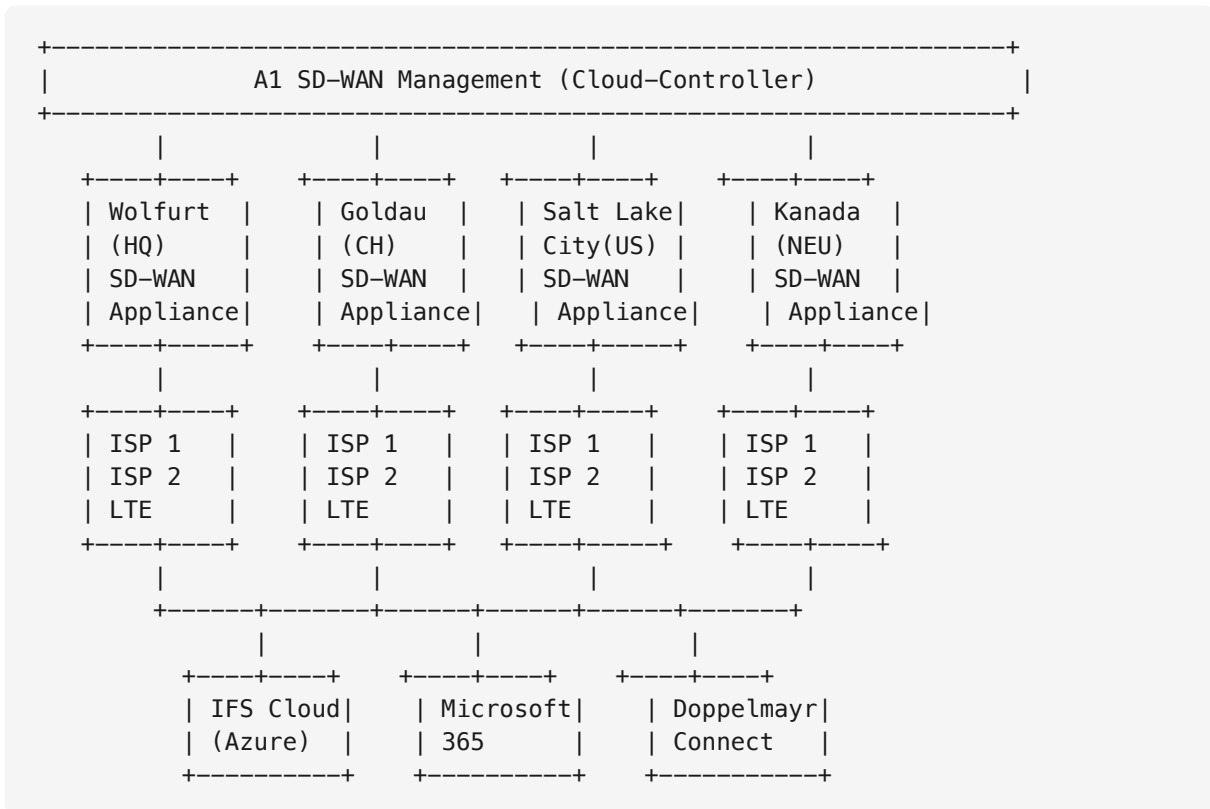 A1 SD-WAN Management (Cloud-Controller)
Wolfurt Goldau Salt Lake Kanada
(HQ) (CH) City(US) (NEU)
SD-WAN SD-WAN SD-WAN SD-WAN
Appliance Appliance Appliance Appliance
ISP 1 ISP 1 ISP 1 ISP 1
ISP 2 ISP 2 ISP 2 ISP 2
LTE LTE LTE LTE
IFS Cloud Microsoft Doppelmayr
(Azure) 365 Connect